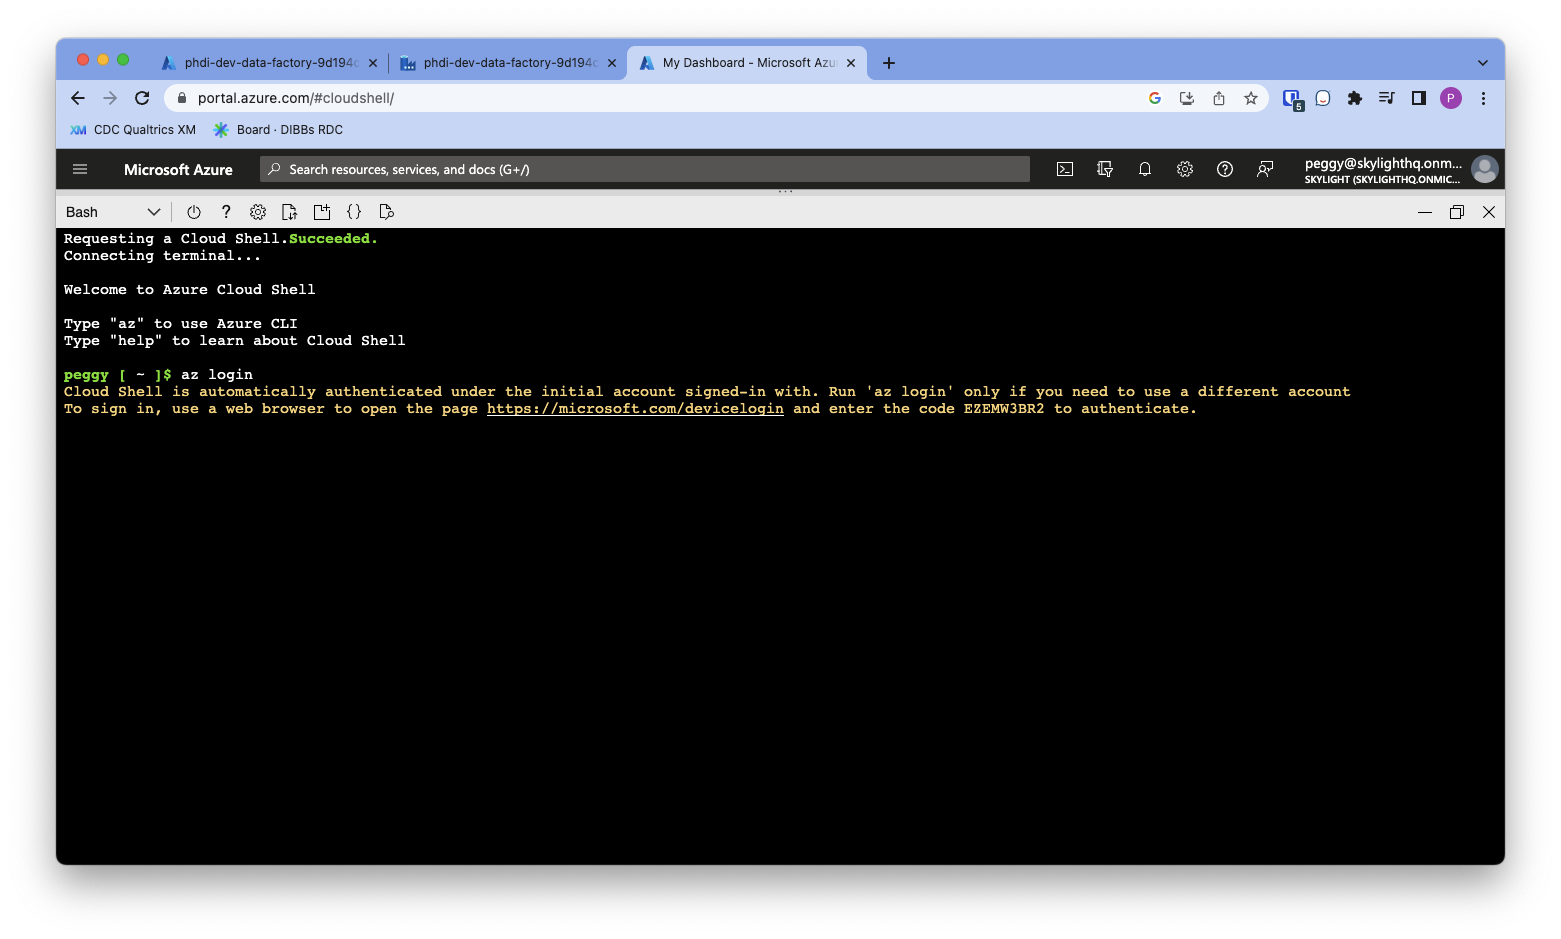 phdi-dev-data-factory-9d194c
phdi-dev-data-factory-9d194c
My Dashboard - Microsoft Azu
portal.azure.com/#cloudshell/
G
5
P
XM CDC Qualtrics XM
Board · DIBBs RDC
Microsoft Azure
Search resources, services, and docs (G+/)
peggy@skylighthq.onm...
SKYLIGHT (SKYLIGHTHQ.ONMIC...
Bash
?
{}
Requesting a Cloud Shell.Succeeded.
Connecting terminal...
Welcome to Azure Cloud Shell
Type "az" to use Azure CLI
Type "help" to learn about Cloud Shell
peggy [ ~ ]$ az login
Cloud Shell is automatically authenticated under the initial account signed-in with. Run 'az login' only if you need to use a different account
To sign in, use a web browser to open the page https://microsoft.com/devicelogin and enter the code EZEMW3BR2 to authenticate.